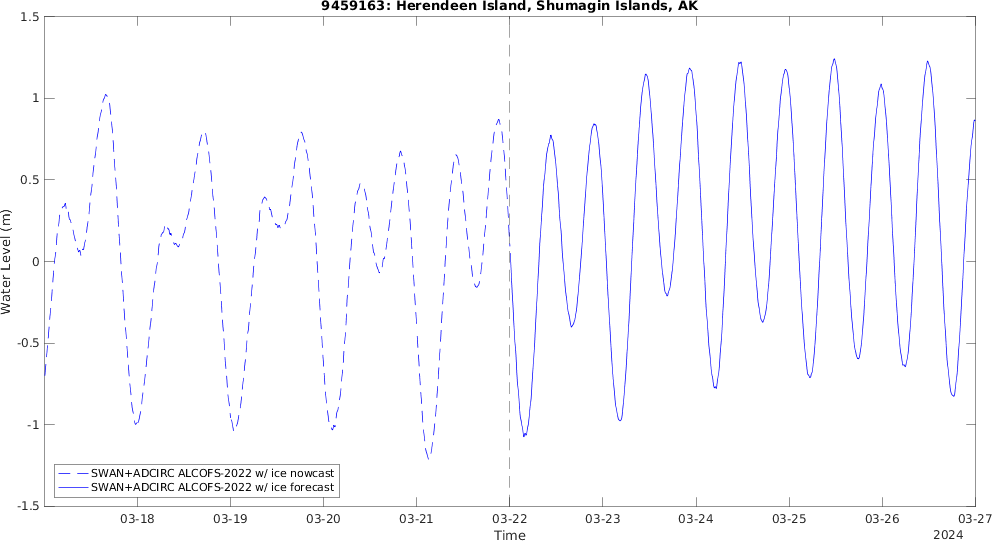 9459163: Herendeen Island, Shumagin Islands, AK
1.5
1
0.5
0
-0.5
-1
-1.5
Water Level (m)
SWAN+ADCIRC ALCOFS-2022 w/ ice nowcast
SWAN+ADCIRC ALCOFS-2022 w/ ice forecast
03-18 03-19 03-20 03-21 03-22 03-23 03-24 03-25 03-26 03-27
Time
2024